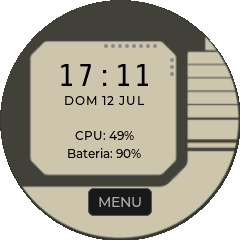 17:11
DOM 12 JUL
CPU: 49%
Bateria: 90%
MENU